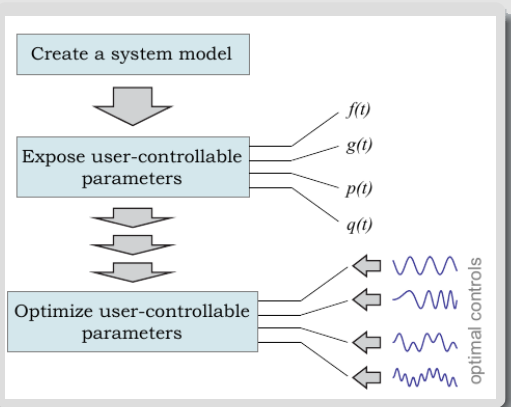 Create a system model
Expose user-controllable
parameters
f(t)
g(t)
p(t)
q(t)
Optimize user-controllable
parameters
optimal controls